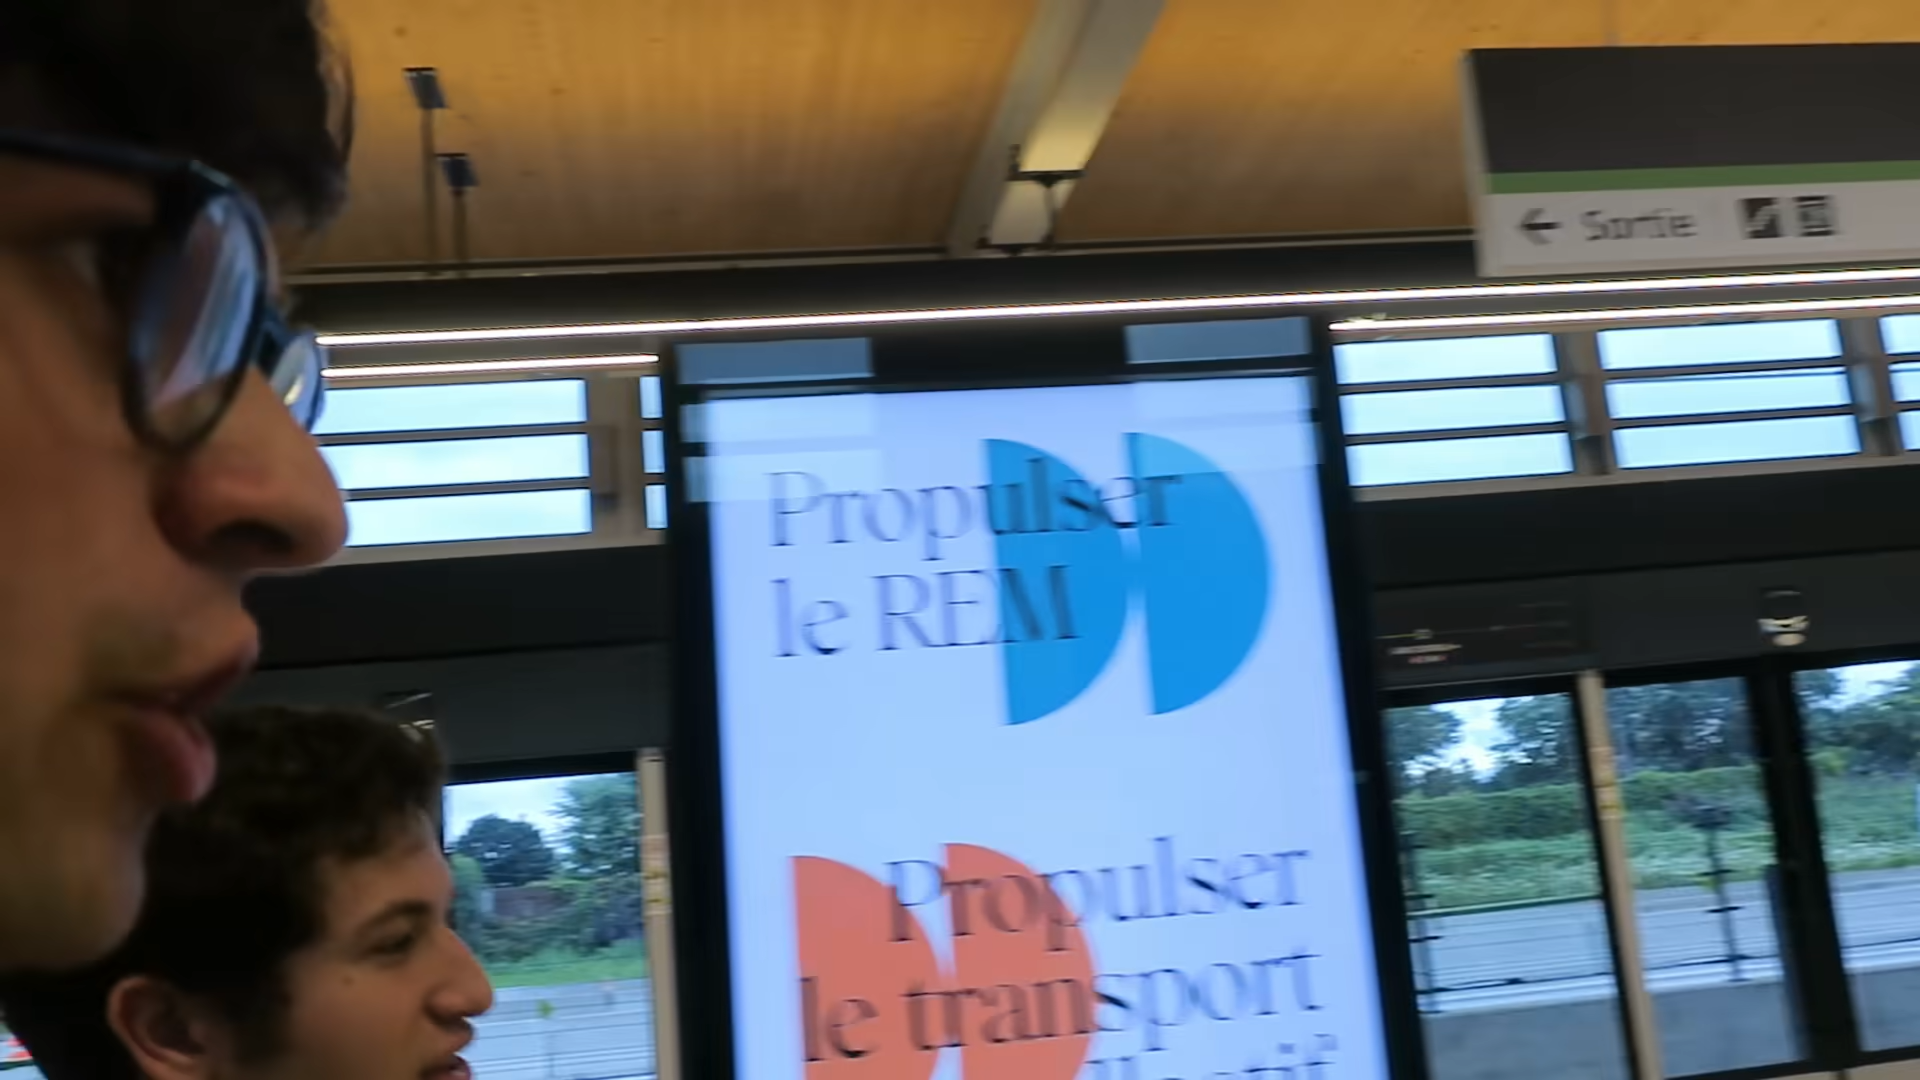 Sortie
Propulser
le REM
Propulser
le transport